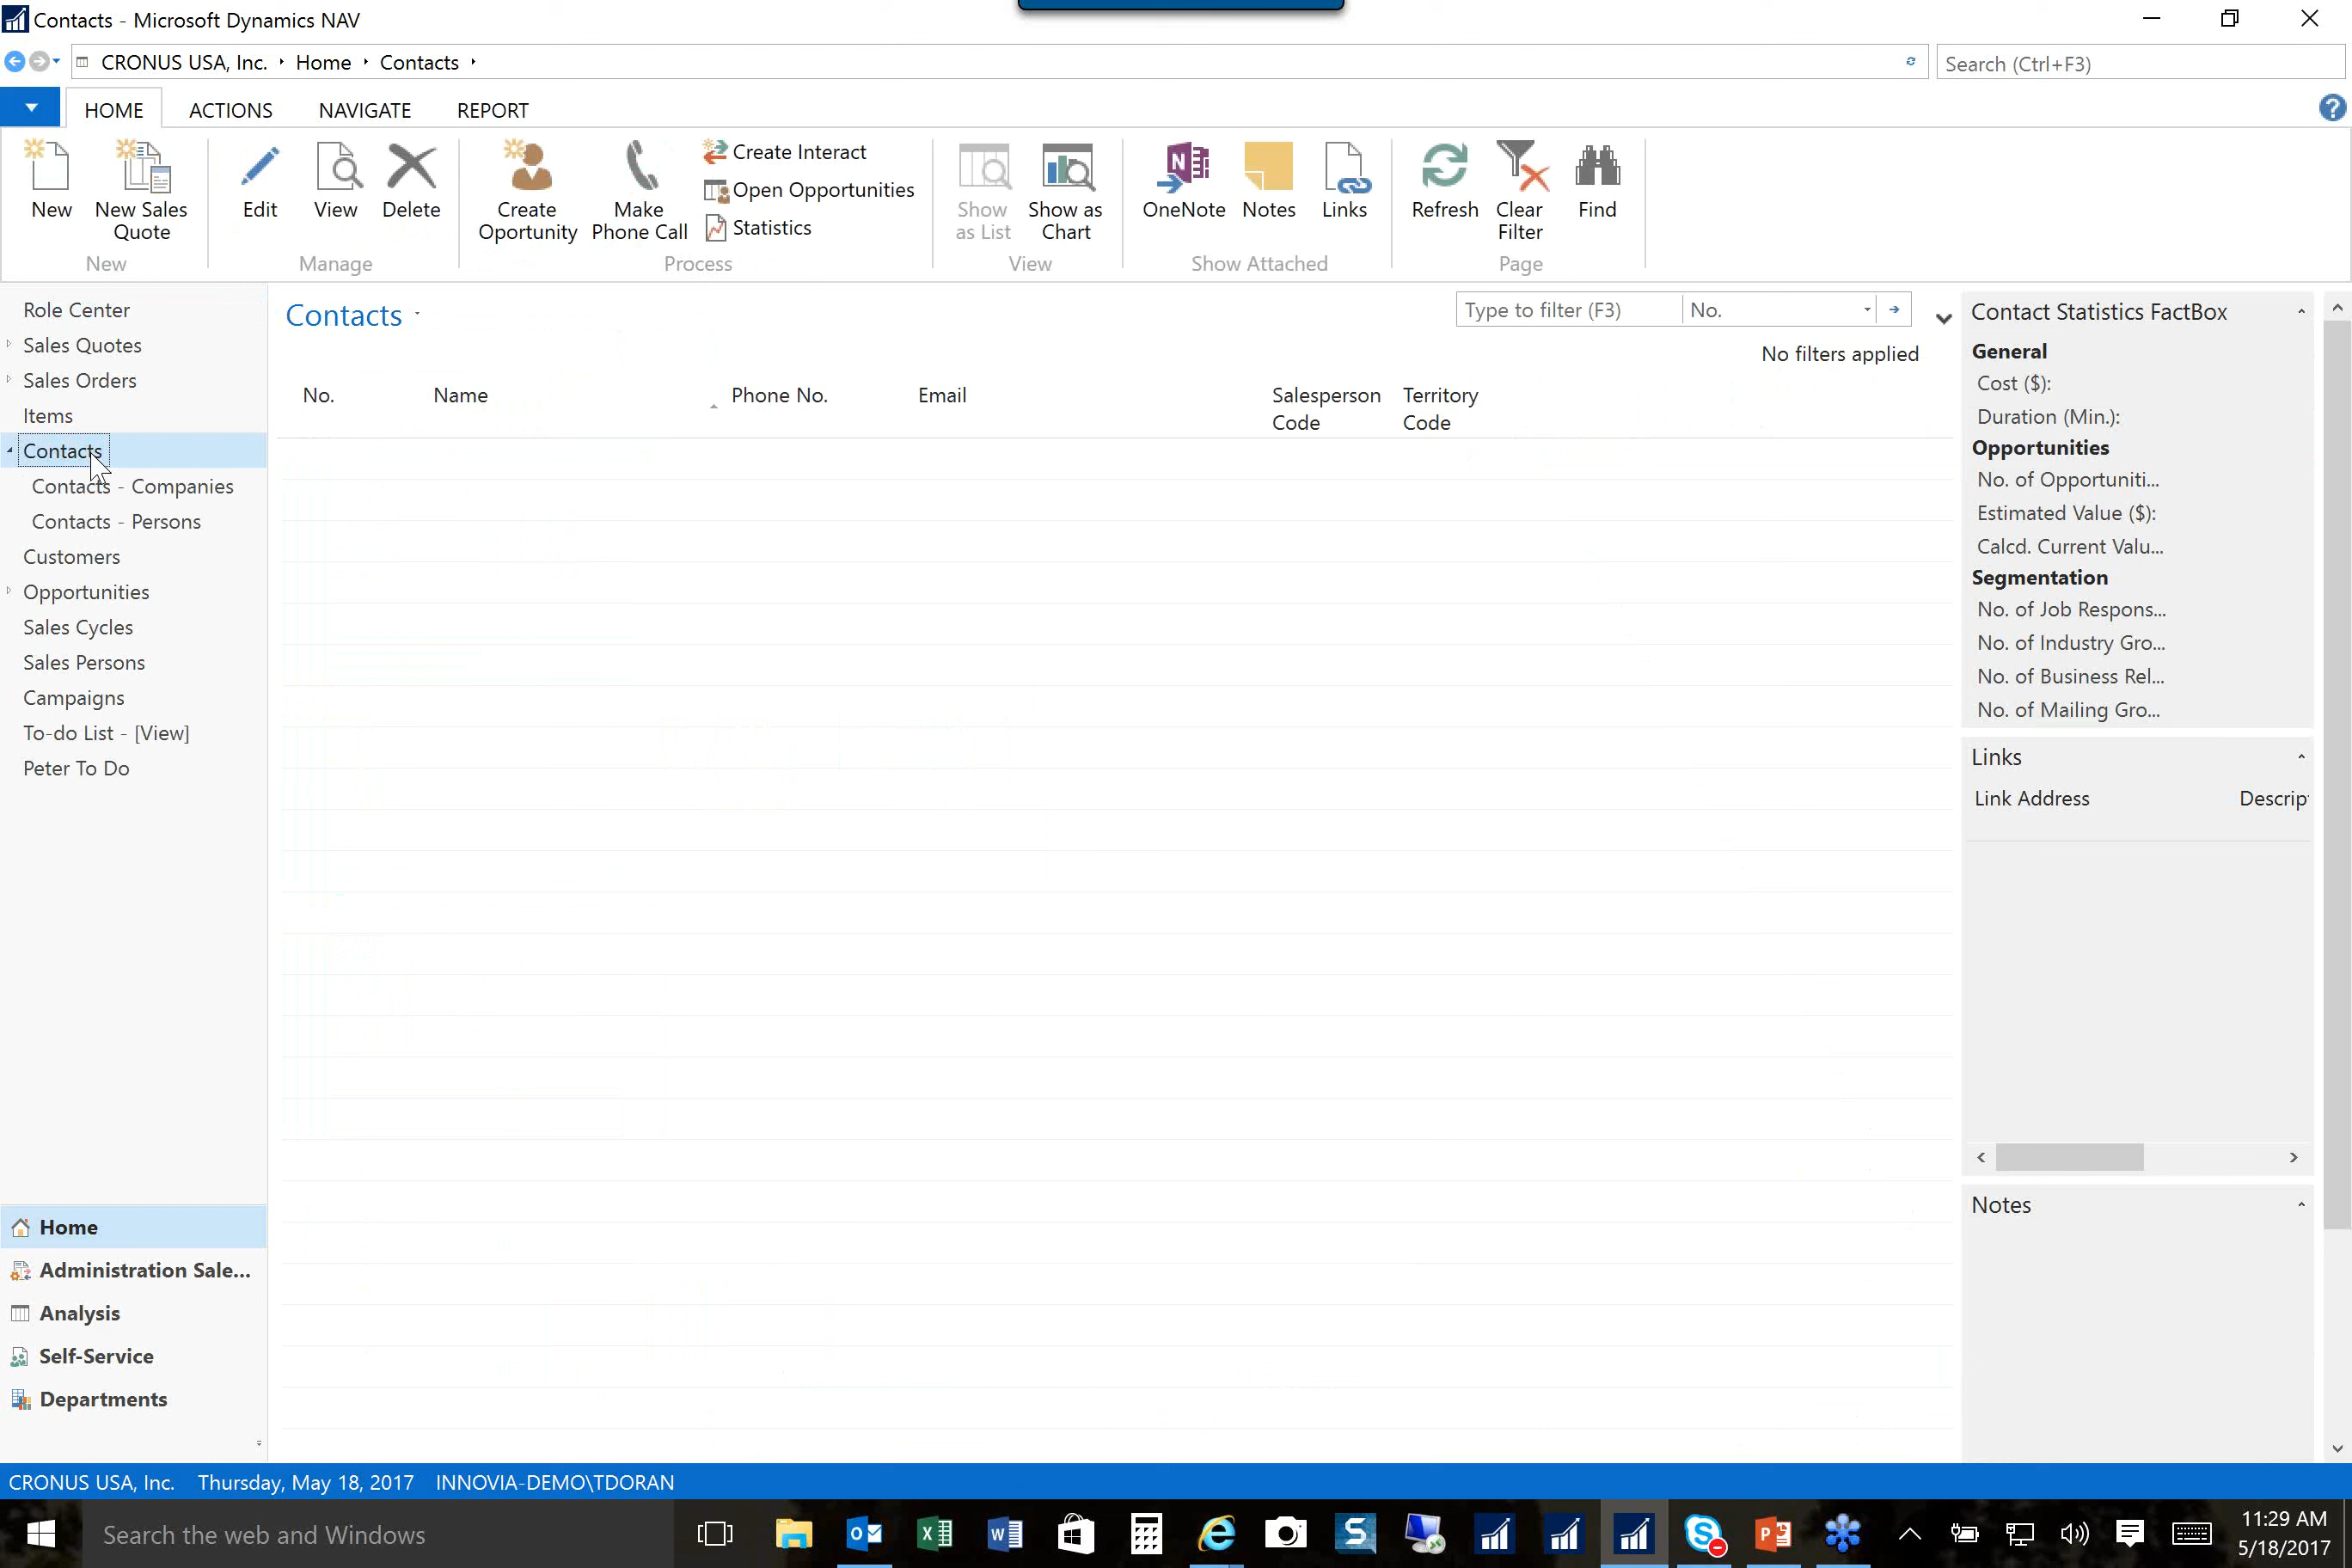 Contacts - Microsoft Dynamics NAV
CRONUS USA, Inc. Home Contacts
Search (Ctrl+F3)
HOME ACTIONS NAVIGATE REPORT
New
New Sales Quote
New
Edit
View
Delete
Manage
Create Oportunity
Make Phone Call
Create Interact
Open Opportunities
Statistics
Process
Show as List
Show as Chart
View
OneNote
Notes
Links
Show Attached
Refresh
Clear Filter
Find
Page
Role Center
Sales Quotes
Sales Orders
Items
Contacts
Contacts - Companies
Contacts - Persons
Customers
Opportunities
Sales Cycles
Sales Persons
Campaigns
To-do List - [View]
Peter To Do
Home
Administration Sale...
Analysis
Self-Service
Departments
Contacts
Type to filter (F3) No.
No filters applied
No. Name Phone No. Email Salesperson Code Territory Code
Contact Statistics FactBox
General
Cost ($):
Duration (Min.):
Opportunities
No. of Opportuniti...
Estimated Value ($):
Calcd. Current Valu...
Segmentation
No. of Job Respons...
No. of Industry Gro...
No. of Business Rel...
No. of Mailing Gro...
Links
Link Address Descrip
Notes
CRONUS USA, Inc. Thursday, May 18, 2017 INNOVIA-DEMO\TDORAN
Search the web and Windows
11:29 AM
5/18/2017